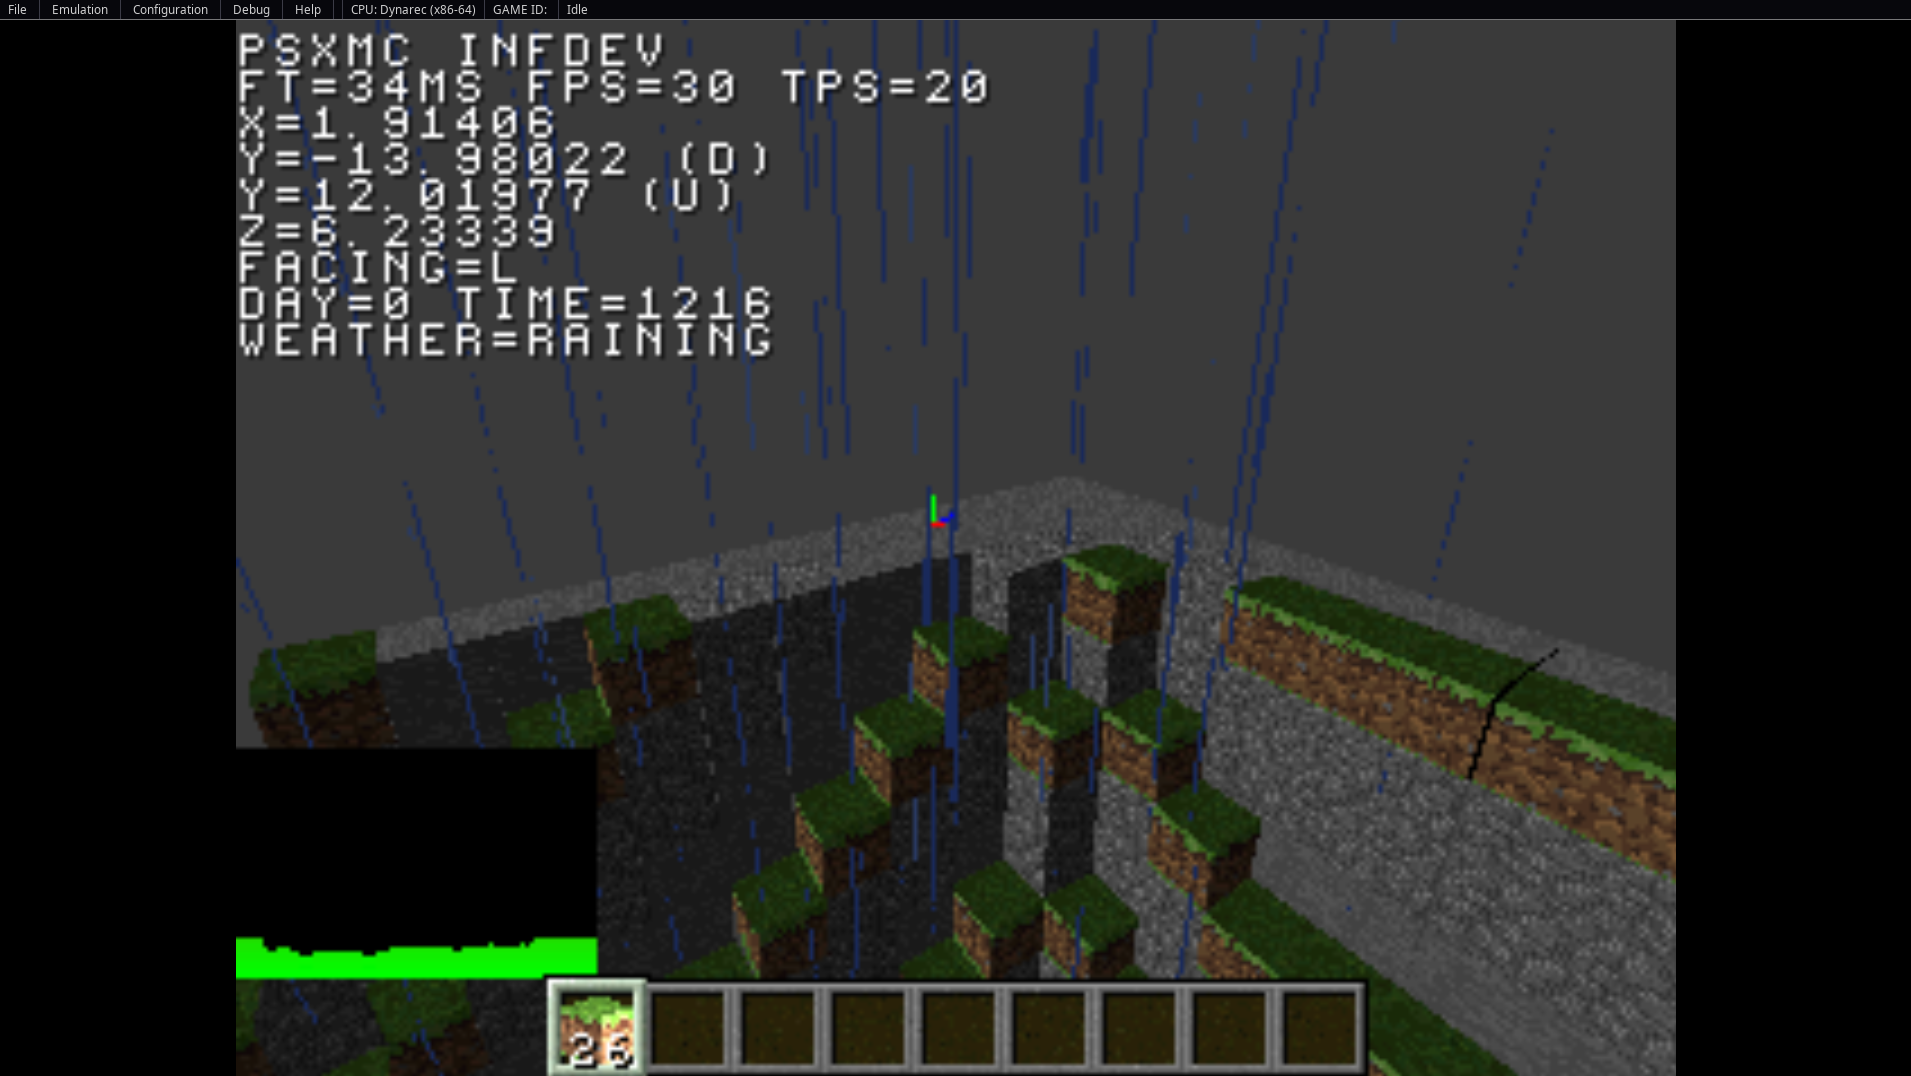 File Emulation Configuration Debug Help CPU: Dynarec (x86-64) GAME ID: Idle
PSXMC INFDEV
FT=34MS FPS=30 TPS=20
X=1.91406
Y=-13.98022 (D)
Y=12.01977 (U)
Z=6.23339
FACING=L
DAY=0 TIME=1216
WEATHER=RAINING
26